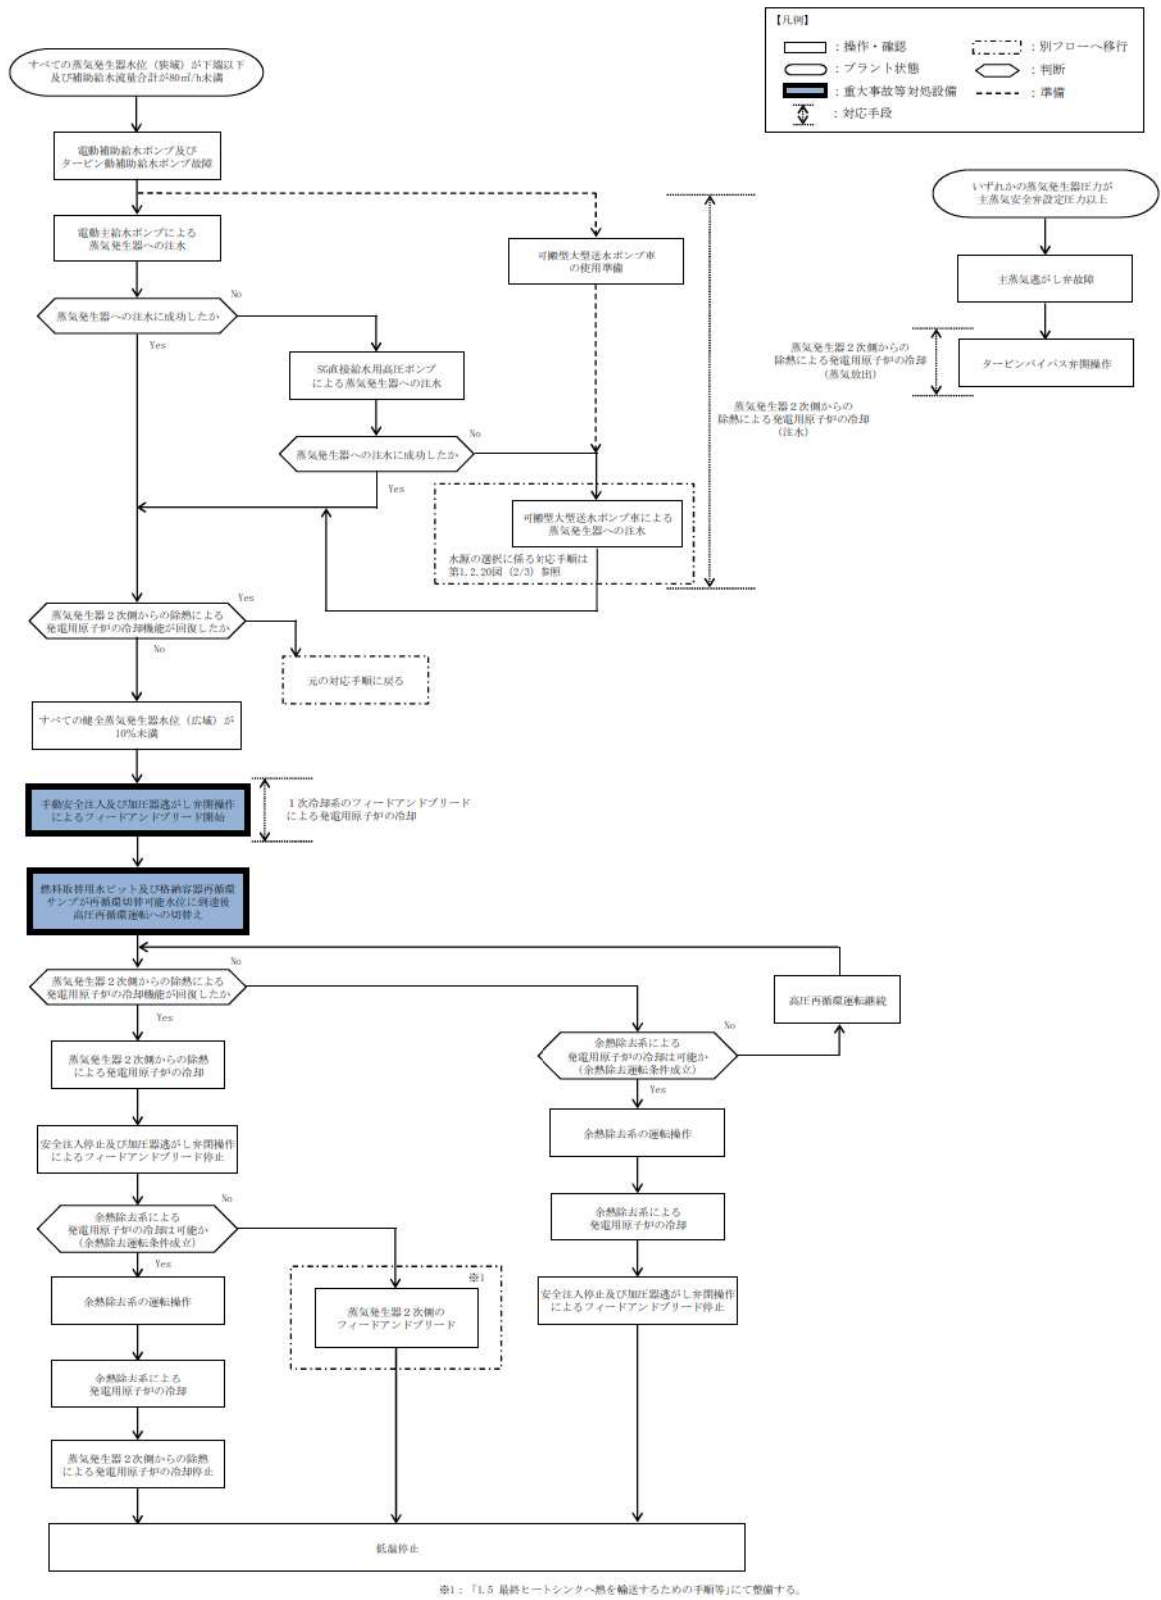 【凡例】
：操作・確認
：別フローへ移行
：プラント状態
：判断
：重大事故等対処設備
：準備
：対応手段
すべての蒸気発生器水位（狭域）が下端以下
及び補助給水流量合計が80㎥/h未満
電動補助給水ポンプ及び
タービン動補助給水ポンプ故障
電動主給水ポンプによる
蒸気発生器への注水
可搬型大型送水ポンプ車
の使用準備
蒸気発生器への注水に成功したか
No
Yes
SG直接給水用高圧ポンプ
による蒸気発生器への注水
蒸気発生器への注水に成功したか
No
Yes
可搬型大型送水ポンプ車による
蒸気発生器への注水
水源の選択に係る対応手順は
第1.2.20図（2/3）参照
蒸気発生器２次側からの
除熱による発電用原子炉の冷却
（注水）
いずれかの蒸気発生器圧力が
主蒸気安全弁設定圧力以上
主蒸気逃がし弁故障
タービンバイパス弁開操作
蒸気発生器２次側からの
除熱による発電用原子炉の冷却
（蒸気放出）
蒸気発生器２次側からの除熱による
発電用原子炉の冷却機能が回復したか
Yes
No
元の対応手順に戻る
すべての健全蒸気発生器水位（広域）が
10%未満
手動安全注入及び加圧器逃がし弁開操作
によるフィードアンドブリード開始
１次冷却系のフィードアンドブリード
による発電用原子炉の冷却
燃料取替用水ピット及び格納容器再循環
サンプが再循環切替可能水位に到達後
高圧再循環運転への切替え
蒸気発生器２次側からの除熱による
発電用原子炉の冷却機能が回復したか
No
Yes
高圧再循環運転継続
余熱除去系による
発電用原子炉の冷却は可能か
（余熱除去運転条件成立）
No
Yes
余熱除去系の運転操作
余熱除去系による
発電用原子炉の冷却
安全注入停止及び加圧器逃がし弁閉操作
によるフィードアンドブリード停止
蒸気発生器２次側からの除熱
による発電用原子炉の冷却
安全注入停止及び加圧器逃がし弁閉操作
によるフィードアンドブリード停止
余熱除去系による
発電用原子炉の冷却は可能か
（余熱除去運転条件成立）
No
Yes
※1
蒸気発生器２次側の
フィードアンドブリード
余熱除去系の運転操作
余熱除去系による
発電用原子炉の冷却
蒸気発生器２次側からの除熱
による発電用原子炉の冷却停止
低温停止
※1：「1.5 最終ヒートシンクへ熱を輸送するための手順等」にて整備する。